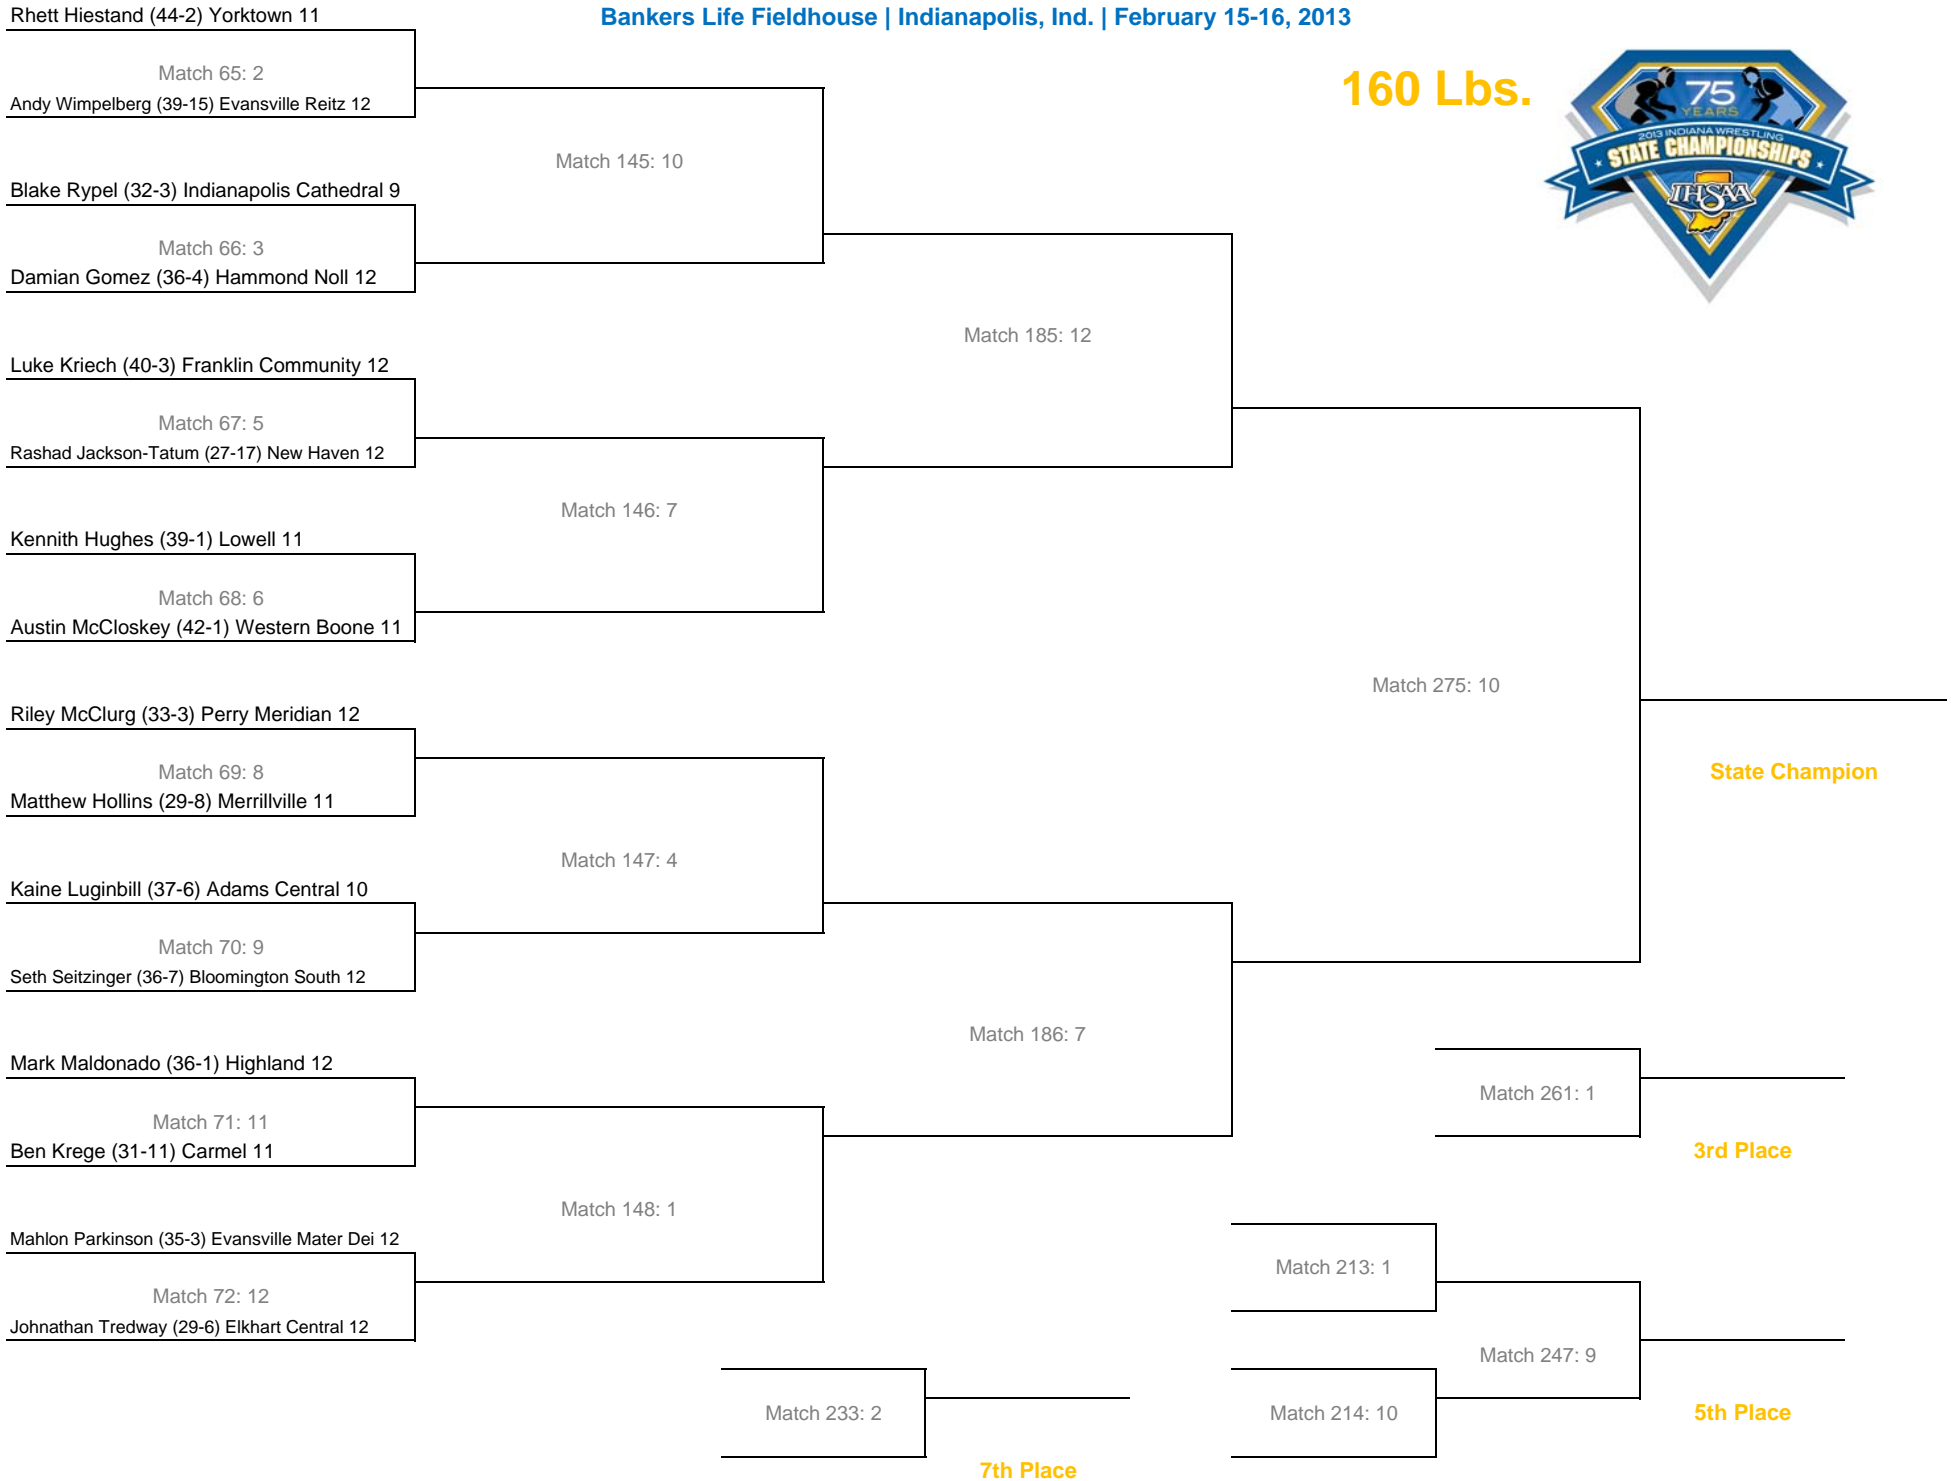 Rhett Hiestand (44-2) Yorktown 11
Bankers Life Fieldhouse | Indianapolis, Ind. | February 15-16, 2013
160 Lbs.
75
YEARS
2013 INDIANA WRESTLING
STATE CHAMPIONSHIPS
IHSAA
Match 65: 2
Andy Wimpelberg (39-15) Evansville Reitz 12
Match 145: 10
Blake Rypel (32-3) Indianapolis Cathedral 9
Match 66: 3
Damian Gomez (36-4) Hammond Noll 12
Match 185: 12
Luke Kriech (40-3) Franklin Community 12
Match 67: 5
Rashad Jackson-Tatum (27-17) New Haven 12
Match 146: 7
Kennith Hughes (39-1) Lowell 11
Match 68: 6
Austin McCloskey (42-1) Western Boone 11
Match 275: 10
Riley McClurg (33-3) Perry Meridian 12
Match 69: 8
State Champion
Matthew Hollins (29-8) Merrillville 11
Match 147: 4
Kaine Luginbill (37-6) Adams Central 10
Match 70: 9
Seth Seitzinger (36-7) Bloomington South 12
Match 186: 7
Mark Maldonado (36-1) Highland 12
Match 261: 1
Match 71: 11
Ben Krege (31-11) Carmel 11
3rd Place
Match 148: 1
Mahlon Parkinson (35-3) Evansville Mater Dei 12
Match 213: 1
Match 72: 12
Johnathan Tredway (29-6) Elkhart Central 12
Match 247: 9
Match 233: 2
Match 214: 10
5th Place
7th Place